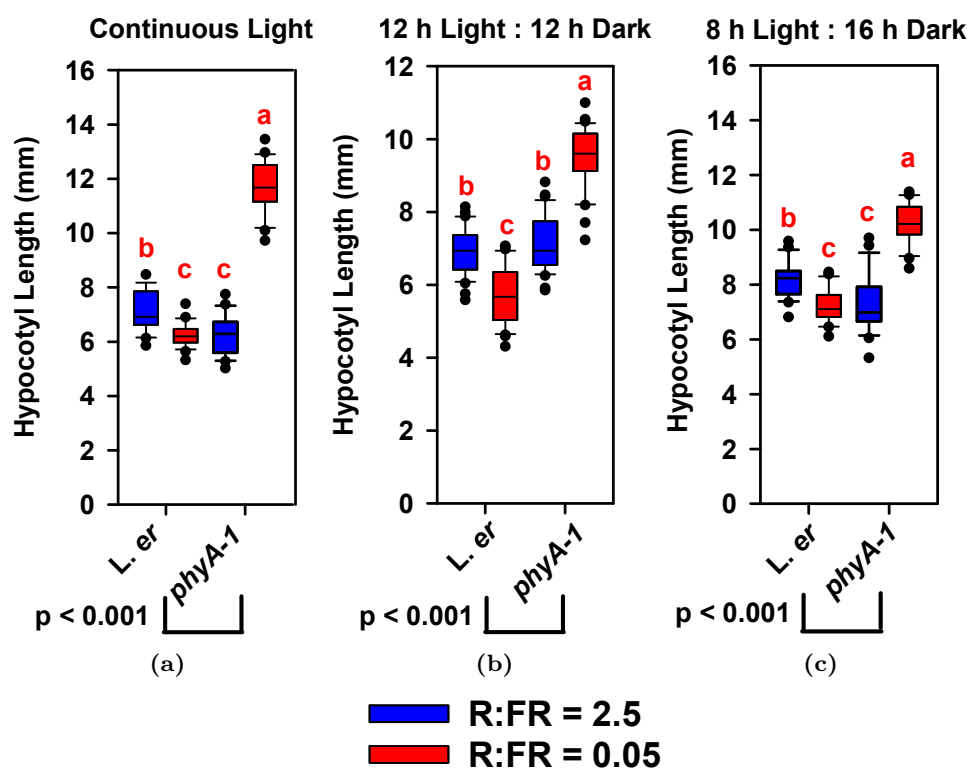 Continuous Light
12 h Light : 12 h Dark
8 h Light : 16 h Dark
Hypocotyl Length (mm)
16
14
12
10
8
6
4
2
0
b
c
c
a
L. er
phyA-1
p < 0.001
(a)
Hypocotyl Length (mm)
12
10
8
6
4
2
0
b
c
b
a
L. er
phyA-1
p < 0.001
(b)
Hypocotyl Length (mm)
16
14
12
10
8
6
4
2
0
b
c
c
a
L. er
phyA-1
p < 0.001
(c)
R:FR = 2.5
R:FR = 0.05